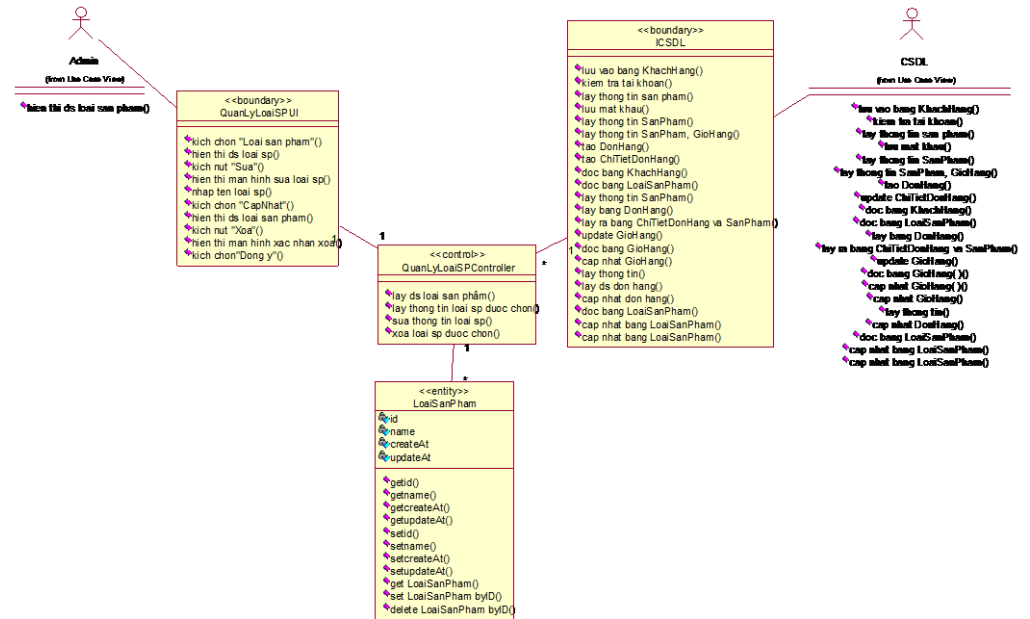 Admin
(from Use Case View)
hien thi ds loai san pham()
<<boundary>>
QuanLyLoaiSPUI
kich chon "Loai san pham"()
hien thi ds loai sp()
kich nut "Sua"()
hien thi man hinh sua loai sp()
nhap ten loai sp()
kich chon "CapNhat"()
hien thi ds loai san pham()
kich nut "Xoa"()
hien thi man hinh xac nhan xoa()
kich chon"Dong y"()
1
1
<<control>>
QuanLyLoaiSPController
lay ds loai san phẩm()
lay thong tin loai sp duoc chon()
sua thong tin loai sp()
xoa loai sp duoc chon()
1
*
<<entity>>
LoaiSanPham
id
name
createAt
updateAt
getid()
getname()
getcreateAt()
getupdateAt()
setid()
setname()
setcreateAt()
setupdateAt()
get LoaiSanPham()
set LoaiSanPham byID()
delete LoaiSanPham byID()
1
*
<<boundary>>
ICSDL
luu vao bang KhachHang()
kiem tra tai khoan()
lay thong tin san pham()
luu mat khau()
lay thong tin SanPham()
lay thong tin SanPham, GioHang()
tao DonHang()
tao ChiTietDonHang()
doc bang KhachHang()
doc bang LoaiSanPham()
lay thong tin SanPham()
lay bang DonHang()
lay ra bang ChiTietDonHang va SanPham()
update GioHang()
doc bang GioHang()
cap nhat GioHang()
lay thong tin()
lay ds don hang()
cap nhat don hang()
doc bang LoaiSanPham()
cap nhat bang LoaiSanPham()
cap nhat bang LoaiSanPham()
CSDL
(from Use Case View)
luu vao bang KhachHang()
kiem tra tai khoan()
lay thong tin san pham()
luu mat khau()
lay thong tin SanPham()
lay thong tin SanPham, GioHang()
tao DonHang()
update ChiTietDonHang()
doc bang KhachHang()
doc bang LoaiSanPham()
lay bang DonHang()
lay ra bang ChiTietDonHang va SanPham()
update GioHang()
doc bang GioHang( )()
cap nhat GioHang( )()
cap nhat GioHang()
lay thong tin()
cap nhat DonHang()
doc bang LoaiSanPham()
cap nhat bang LoaiSanPham()
cap nhat bang LoaiSanPham()